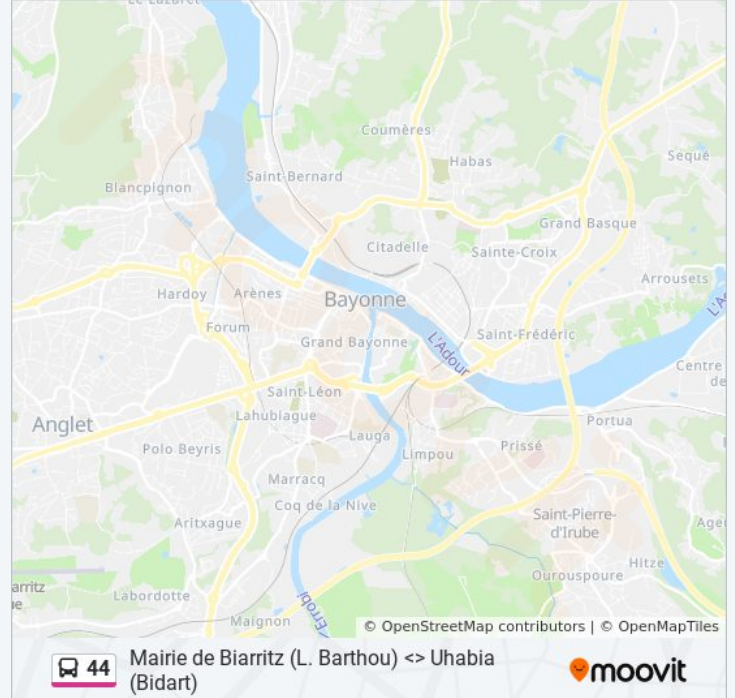 Le Lazaret
Coumères
Habas
Séqué
Saint-Bernard
Blancpignon
Grand Basque
Citadelle
Sainte-Croix
Arrousets
Hardoy
Arènes
Bayonne
Forum
L'Adour
Saint-Frédéric
Grand Bayonne
Centre
de
Saint-Léon
Lahubiague
Anglet
Portua
Lauga
Polo Beyris
Limpou
Prissé
Marracq
Coq de la Nive
Saint-Pierre-
d'Irube
Aritxague
Hitze
Ourouspoure
arritz
Labordotte
Errobi
Maignon
© OpenStreetMap contributors | © OpenMapTiles
44
Mairie de Biarritz (L. Barthou) <> Uhabia
(Bidart)
moovit